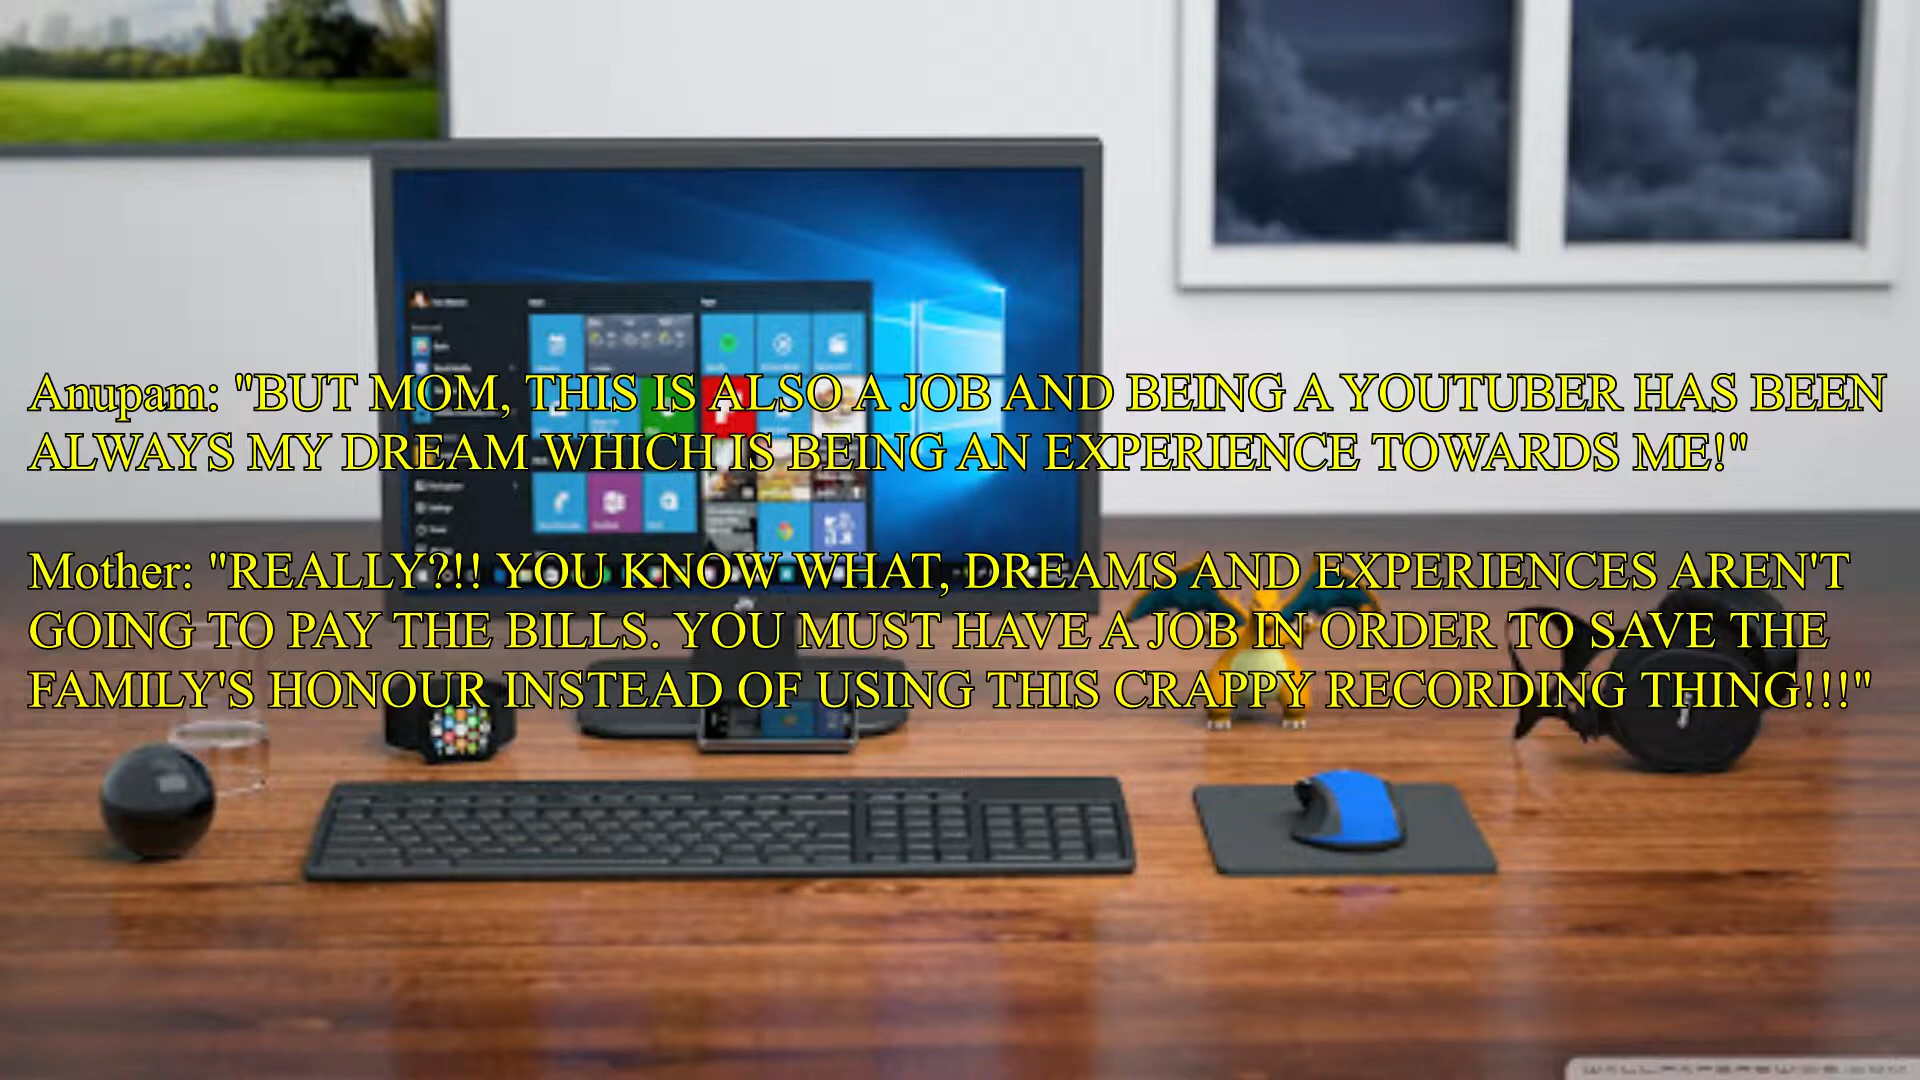 Anupam: "BUT MOM, THIS IS ALSO A JOB AND BEING A YOUTUBER HAS BEEN
ALWAYS MY DREAM WHICH IS BEING AN EXPERIENCE TOWARDS ME!"
Mother: "REALLY?!! YOU KNOW WHAT, DREAMS AND EXPERIENCES AREN'T
GOING TO PAY THE BILLS. YOU MUST HAVE A JOB IN ORDER TO SAVE THE
FAMILY'S HONOUR INSTEAD OF USING THIS CRAPPY RECORDING THING!!!"